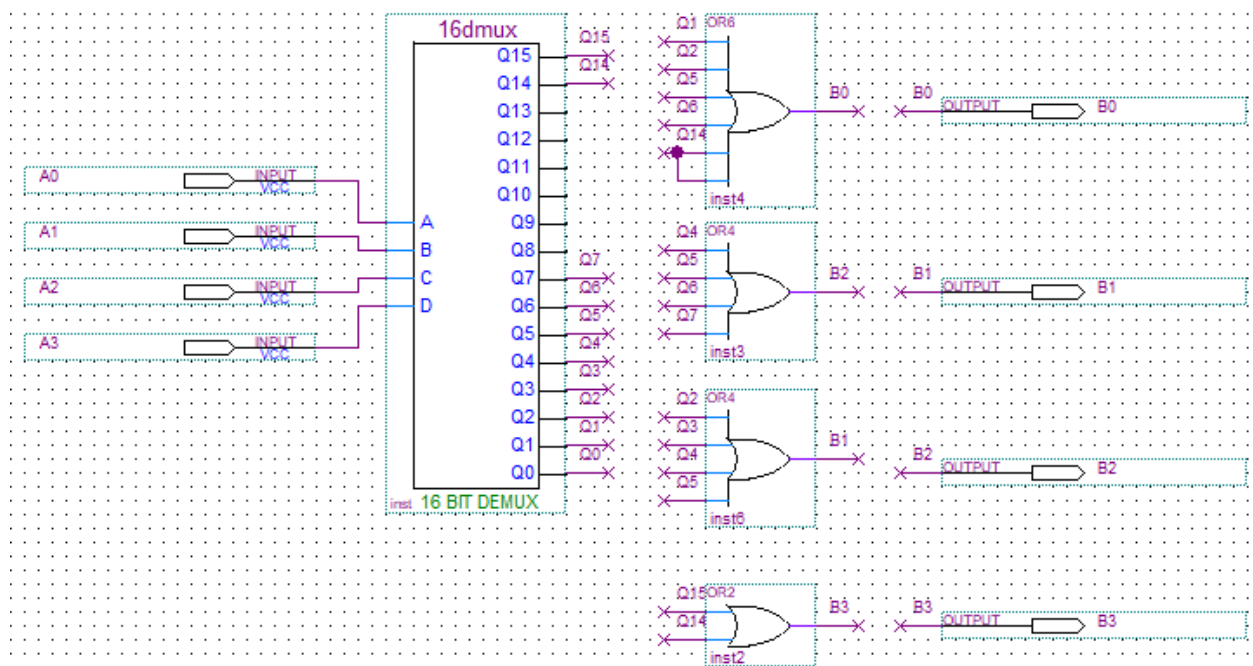 16dmux
Q15
Q14
Q13
Q12
Q11
Q10
Q9
Q8
Q7
Q6
Q5
Q4
Q3
Q2
Q1
Q0
A
B
C
D
inst 16 BIT DEMUX
A0 INPUT
VCC
A1 INPUT
VCC
A2 INPUT
VCC
A3 INPUT
VCC
Q15
Q14
Q7
Q6
Q5
Q4
Q3
Q2
Q1
Q0
Q1 OR6
Q2
Q5
Q6
Q14
inst4
B0
B0
OUTPUT B0
Q4 OR4
Q5
Q6
Q7
inst3
B2
B1
OUTPUT B1
Q2 OR4
Q3
Q4
Q5
inst6
B1
B2
OUTPUT B2
Q15 OR2
Q14
inst2
B3
B3
OUTPUT B3